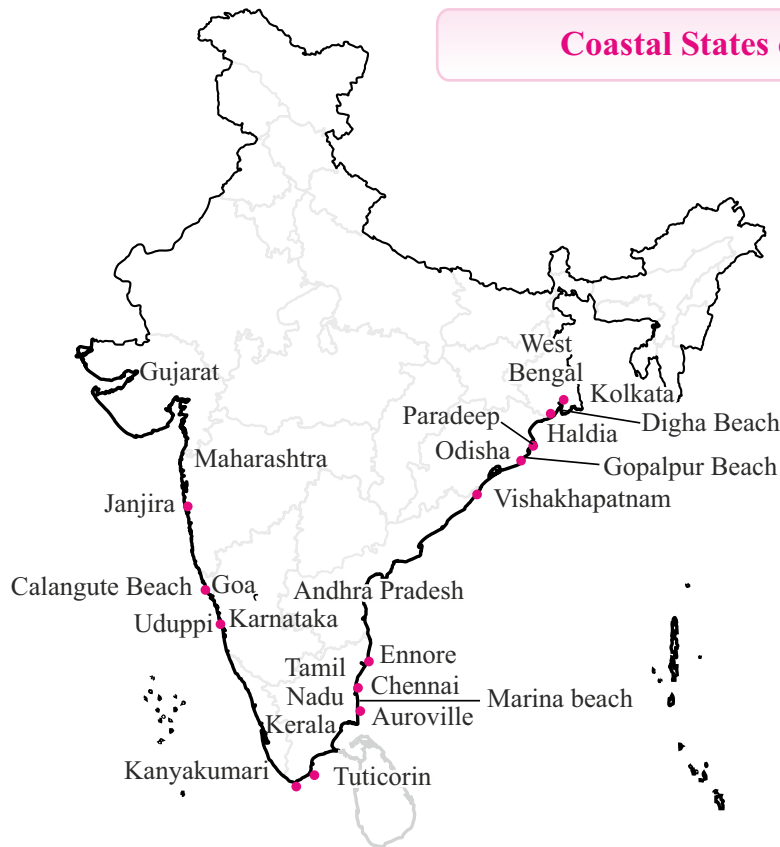 Coastal States
West
Bengal
Gujarat
Kolkata
Paradeep
Haldia
Digha Beach
Odisha
Maharashtra
Gopalpur Beach
Vishakhapatnam
Janjira
Calangute Beach
Goa
Andhra Pradesh
Uduppi
Karnataka
Ennore
Tamil
Nadu
Chennai
Marina beach
Kerala
Auroville
Kanyakumari
Tuticorin